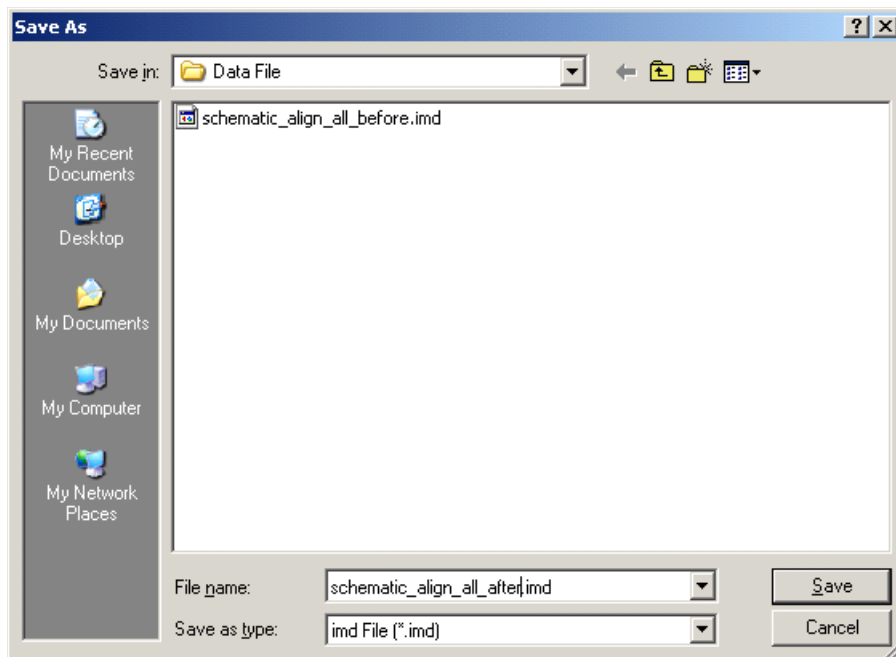 Save As
Save in:
Data File
My Recent
Documents
Desktop
My Documents
My Computer
My Network
Places
schematic_align_all_before.imd
File name:
schematic_align_all_after.imd
Save
Save as type:
imd File (*.imd)
Cancel